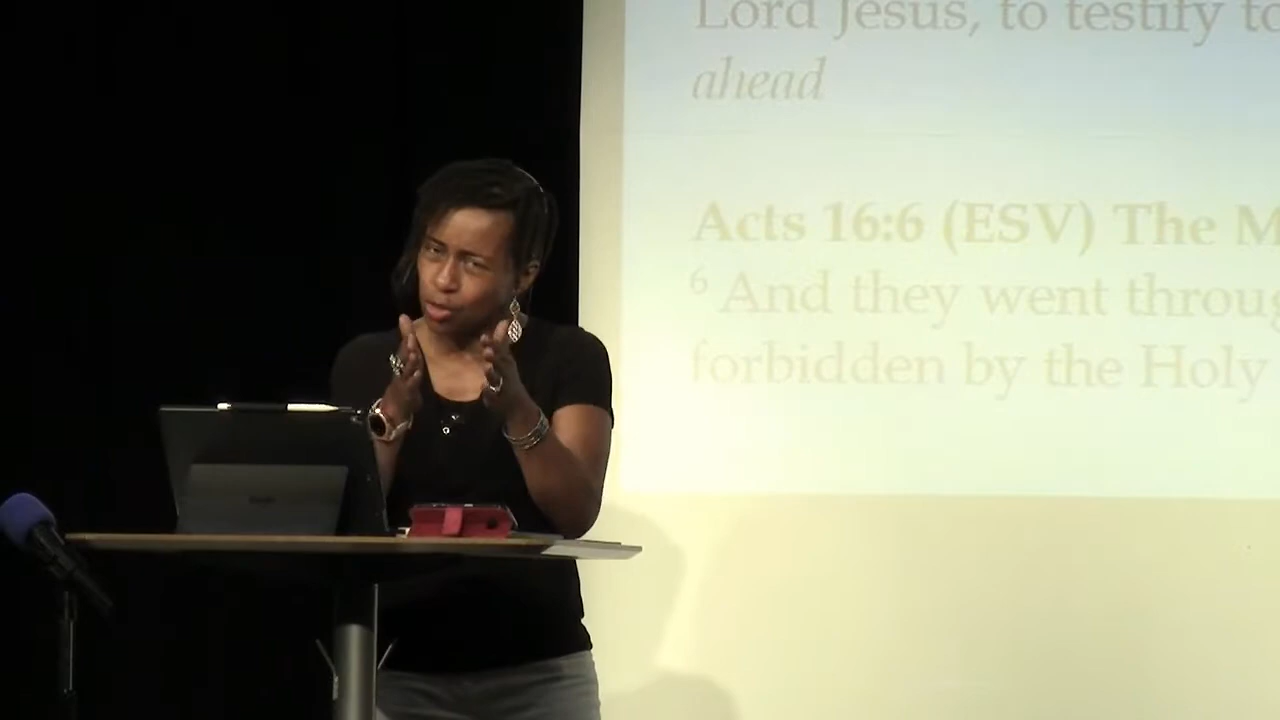 Lord Jesus, to testify to
ahead
Acts 16:6 (ESV) The M
6 And they went throug
forbidden by the Holy